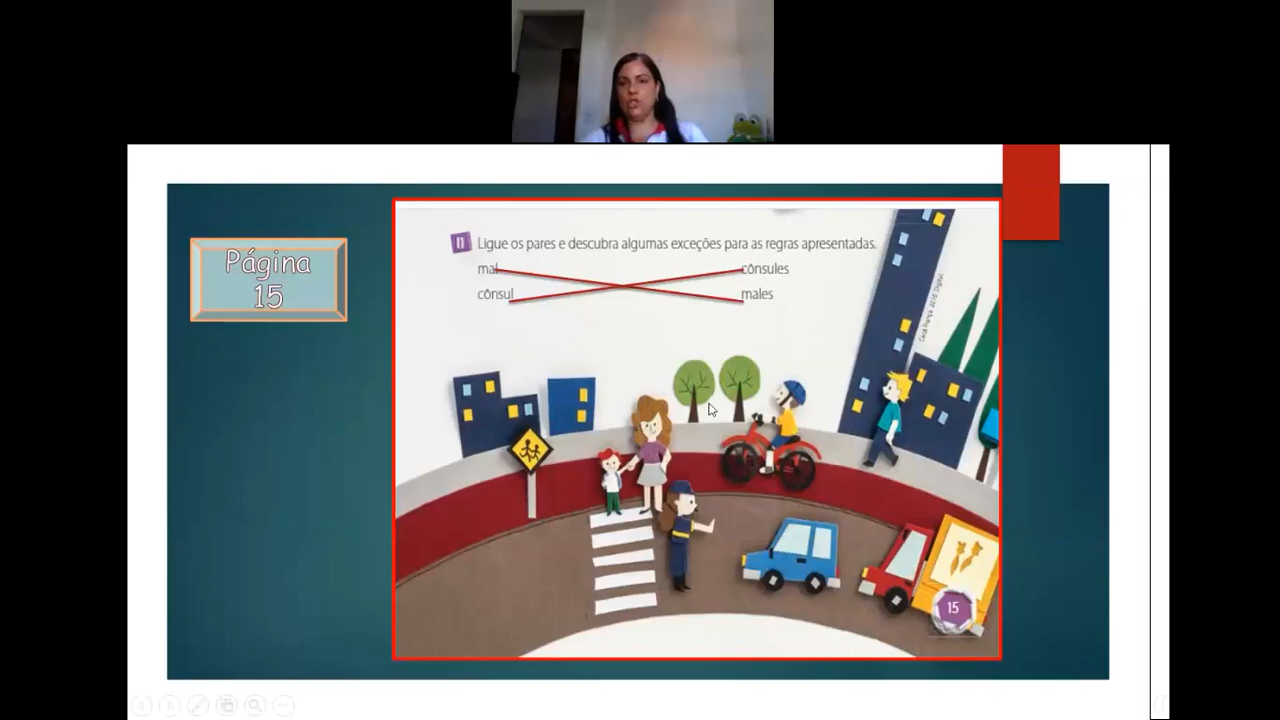 Página
15
n Ligue os pares e descubra algumas exceções para as regras apresentadas.
mal cônsules
cônsul males
15